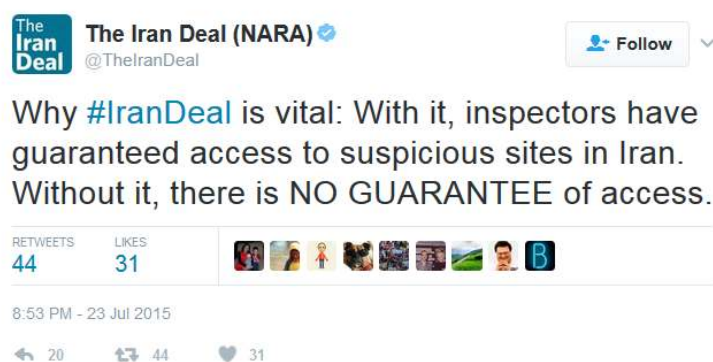 The
Iran
Deal
The Iran Deal (NARA)
@TheIranDeal
Follow
Why #IranDeal is vital: With it, inspectors have
guaranteed access to suspicious sites in Iran.
Without it, there is NO GUARANTEE of access.
RETWEETS LIKES
44 31
B
8:53 PM - 23 Jul 2015
20 44 31